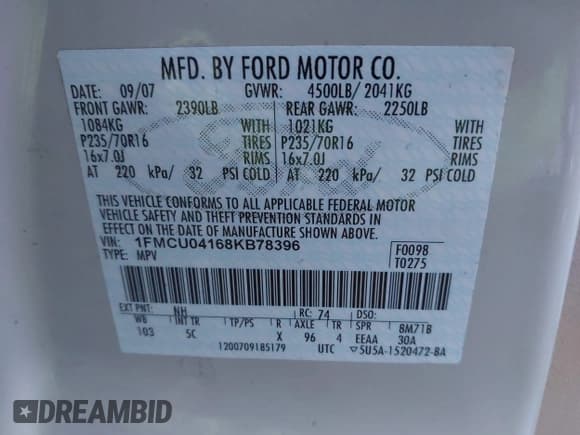 MFD. BY FORD MOTOR CO.
DATE: 09/07 GVWR: 4500LB/ 2041KG
FRONT GAWR: 2390LB REAR GAWR: 2250LB
1084KG WITH 1021KG WITH
P235/70R16 TIRES P235/70R16 TIRES
16x7.0J RIMS 16x7.0J RIMS
AT 220 kPa/ 32 PSI COLD AT 220 kPa/ 32 PSI COLD
THIS VEHICLE CONFORMS TO ALL APPLICABLE FEDERAL MOTOR
VEHICLE SAFETY AND THEFT PREVENTION STANDARDS IN
EFFECT ON THE DATE OF MANUFACTURE SHOWN ABOVE.
VIN: 1FMCU04168KB78396 F0098
TYPE: MPV T0275
EXT PNT: NH RC: 74 DSO:
WB INT TR TP/PS R AXLE TR SPR 8M71B
103 5C X 96 4 EEAA 30A
1200709185179 UTC ▽5U5A-1520472-BA
DREAMBID